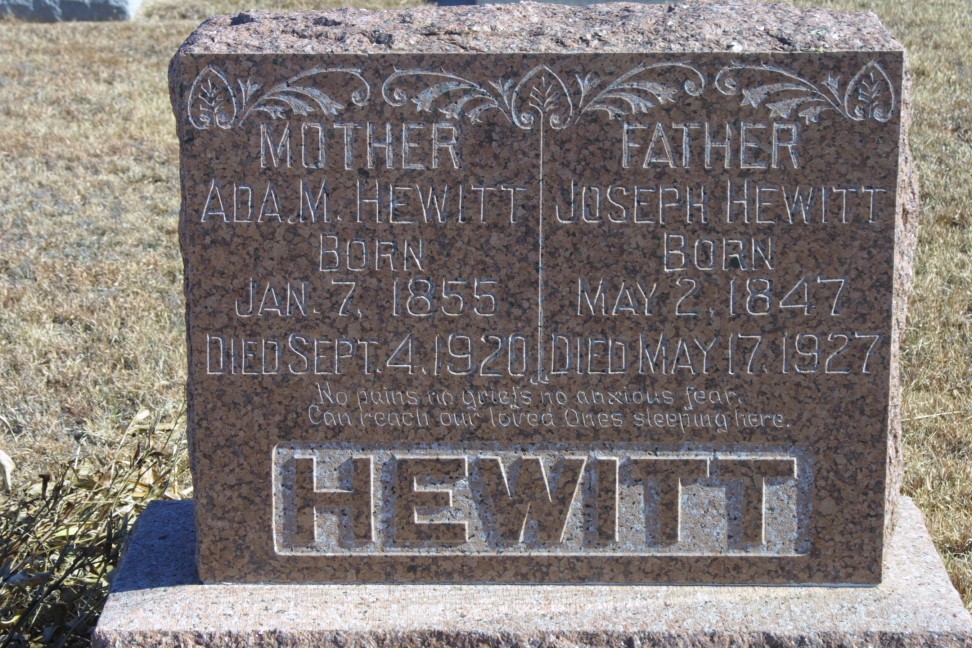 MOTHER
ADA.M. HEWITT
BORN
JAN. 7, 1855
DIED SEPT. 4. 1920
FATHER
JOSEPH HEWITT
BORN
MAY 2, 1847
DIED MAY 17. 1927
No pains no griefs no anxious fear,
Can reach our loved Ones sleeping here.
HEWITT